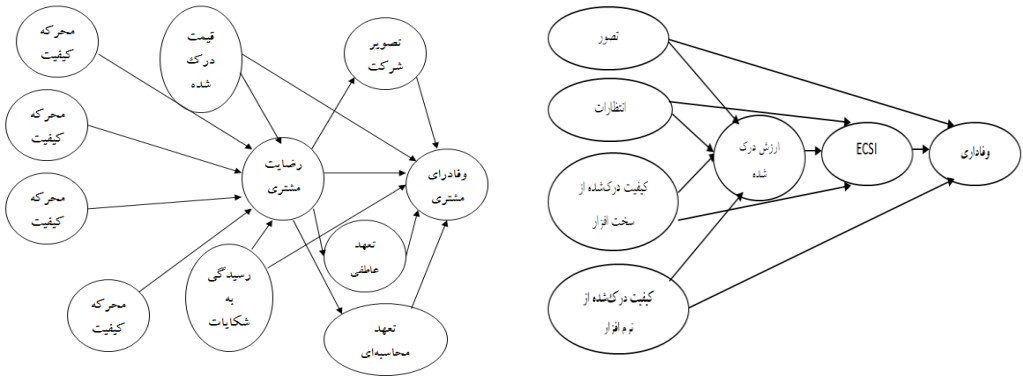 محرکه
کیفیت
قیمت
درک
شده
تصویر
شرکت
محرکه
کیفیت
رضایت
مشتری
وفادرای
مشتری
محرکه
کیفیت
تعهد
عاطفی
رسیدگی
به
شکایات
محرکه
کیفیت
تعهد
محاسبه‌ای
تصور
انتظارات
ارزش درک
شده
ECSI
وفاداری
کیفیت درک‌شده از
سخت افزار
کیفیت درک‌شده از
نرم افزار